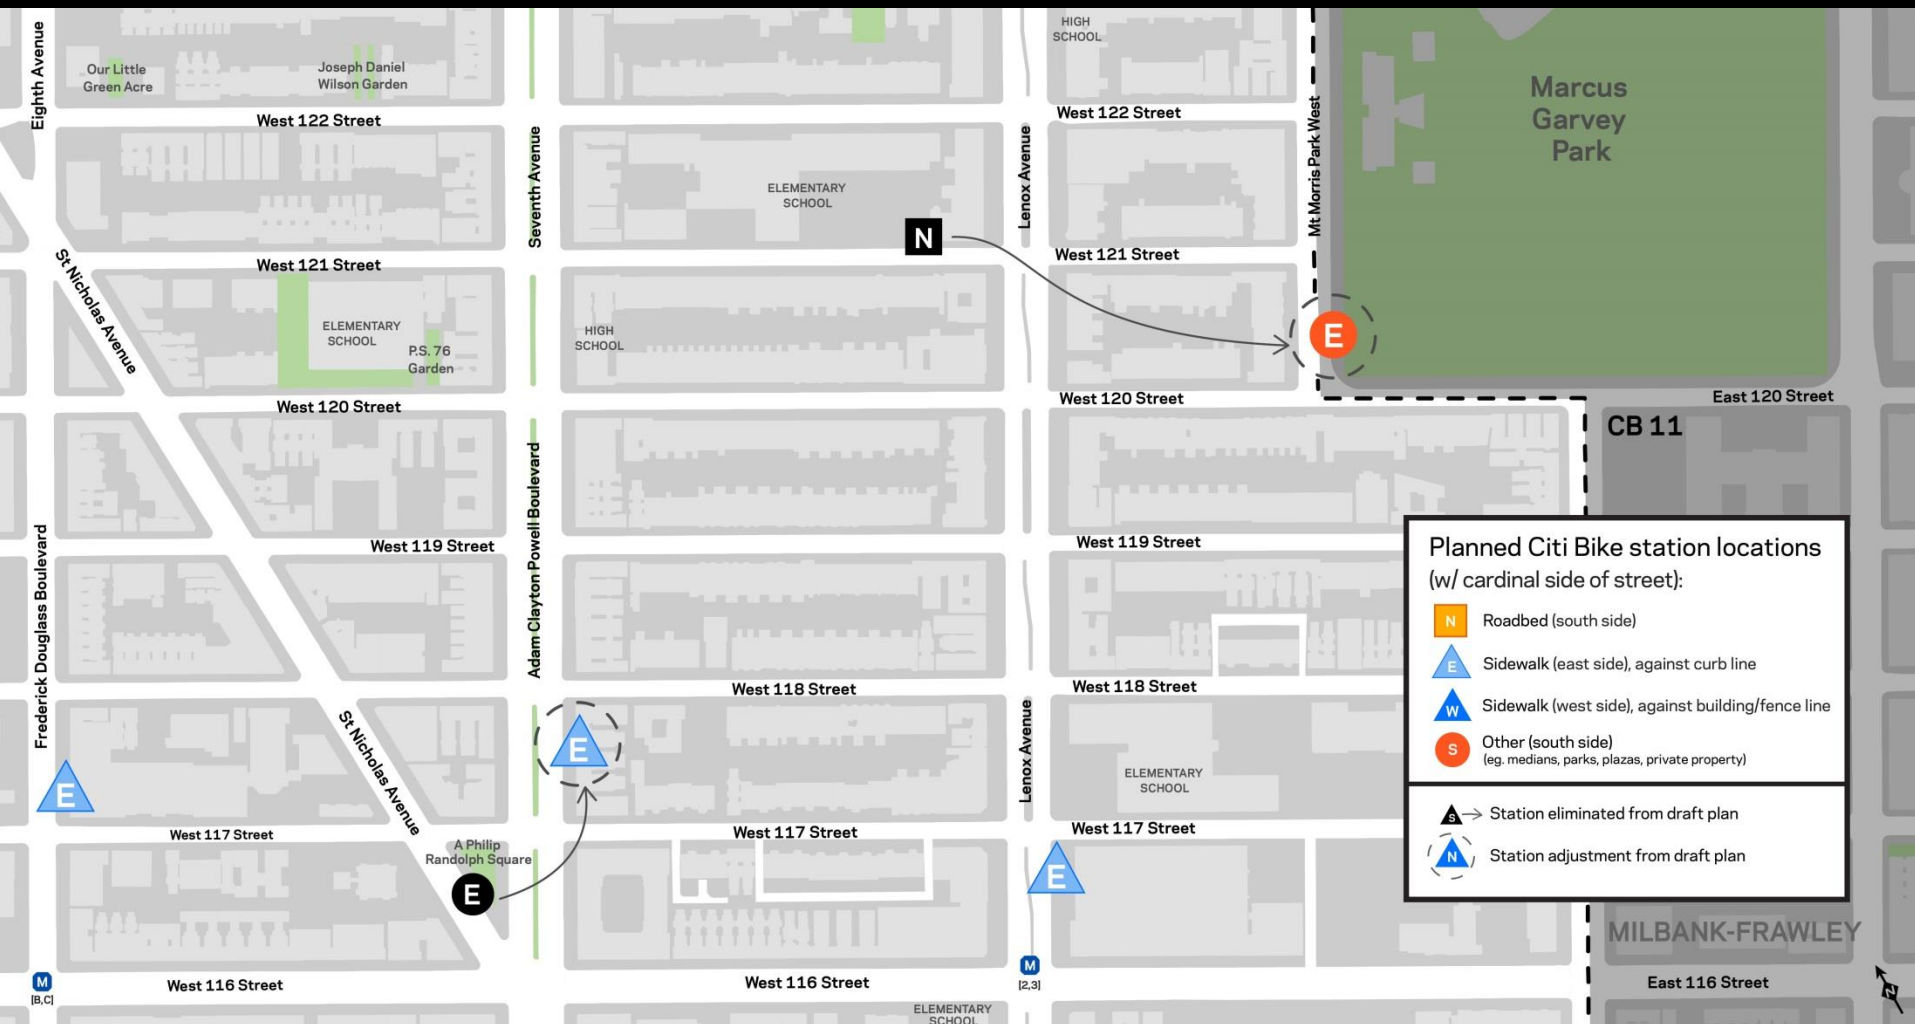 Eighth Avenue
Our Little
Green Acre
Joseph Daniel
Wilson Garden
HIGH
SCHOOL
Marcus
Garvey
Park
West 122 Street
West 122 Street
Seventh Avenue
ELEMENTARY
SCHOOL
Lenox Avenue
Mt Morris Park West
N
St Nicholas Avenue
West 121 Street
West 121 Street
ELEMENTARY
SCHOOL
P.S. 76
Garden
HIGH
SCHOOL
E
West 120 Street
West 120 Street
East 120 Street
CB 11
Adam Clayton Powell Boulevard
Frederick Douglass Boulevard
West 119 Street
West 119 Street
West 118 Street
West 118 Street
St Nicholas Avenue
E
E
Lenox Avenue
ELEMENTARY
SCHOOL
West 117 Street
West 117 Street
West 117 Street
A Philip
Randolph Square
E
E
Planned Citi Bike station locations
(w/ cardinal side of street):
N Roadbed (south side)
E Sidewalk (east side), against curb line
W Sidewalk (west side), against building/fence line
S Other (south side)
(eg. medians, parks, plazas, private property)
S Station eliminated from draft plan
N Station adjustment from draft plan
MILBANK-FRAWLEY
M
[B,C]
West 116 Street
West 116 Street
M
[2,3]
East 116 Street
N
ELEMENTARY
SCHOOL